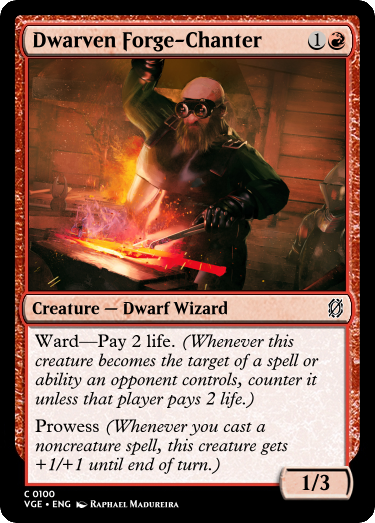 Dwarven Forge-Chanter 1
Creature — Dwarf Wizard
Ward—Pay 2 life. (Whenever this
creature becomes the target of a spell or
ability an opponent controls, counter it
unless that player pays 2 life.)
Prowess (Whenever you cast a
noncreature spell, this creature gets
+1/+1 until end of turn.)
1/3
C 0100
VGE • ENG Raphael Madureira